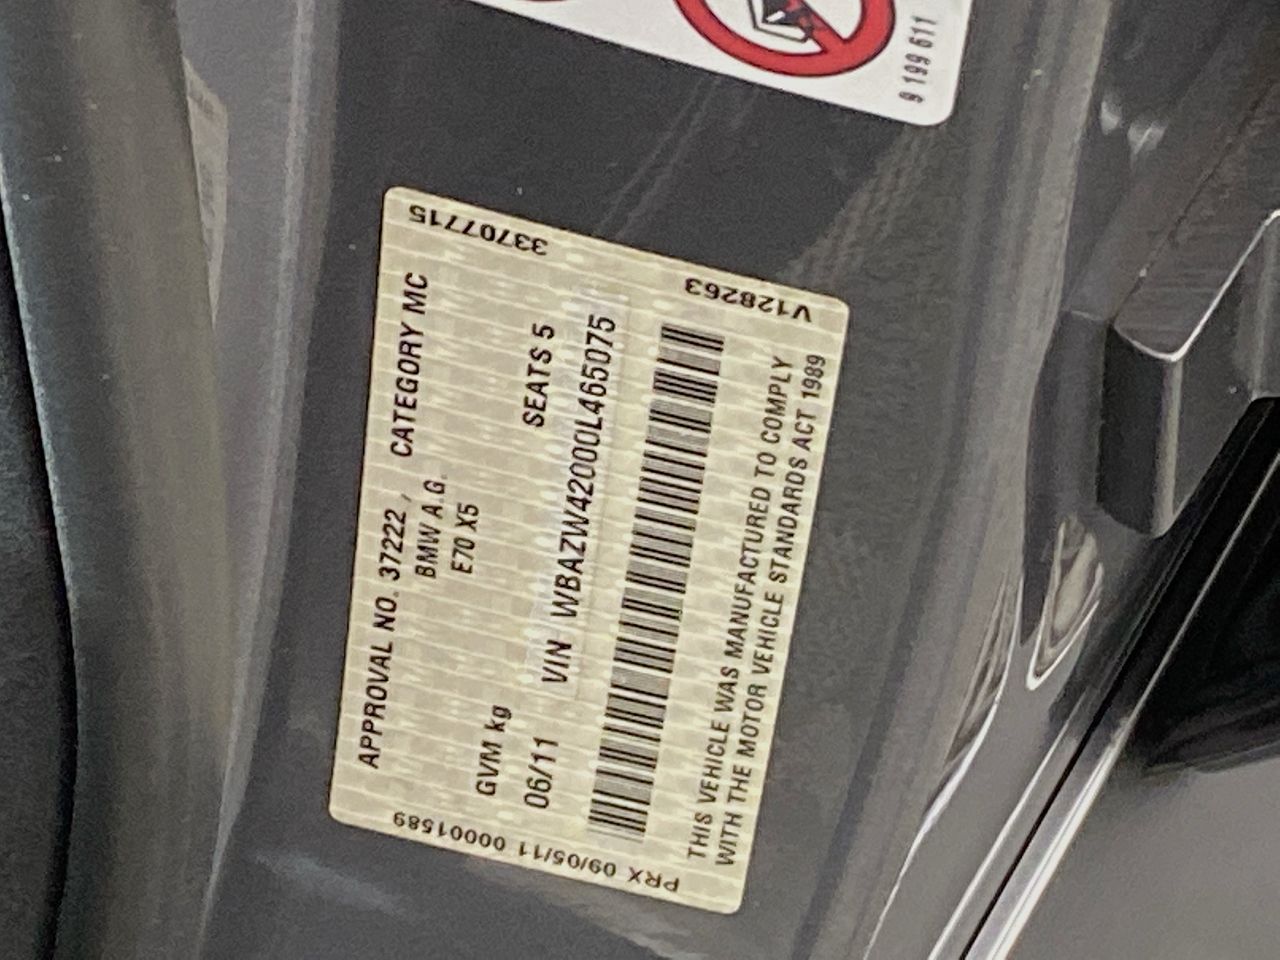 9 199 611
33707715
V128263
APPROVAL NO. 37222 , CATEGORY MC
BMW A.G.
E70 X5
GVM kg SEATS 5
06/11 VIN WBAZW42000L465075
THIS VEHICLE WAS MANUFACTURED TO COMPLY
WITH THE MOTOR VEHICLE STANDARDS ACT 1989
PRX 09/05/11 00001589